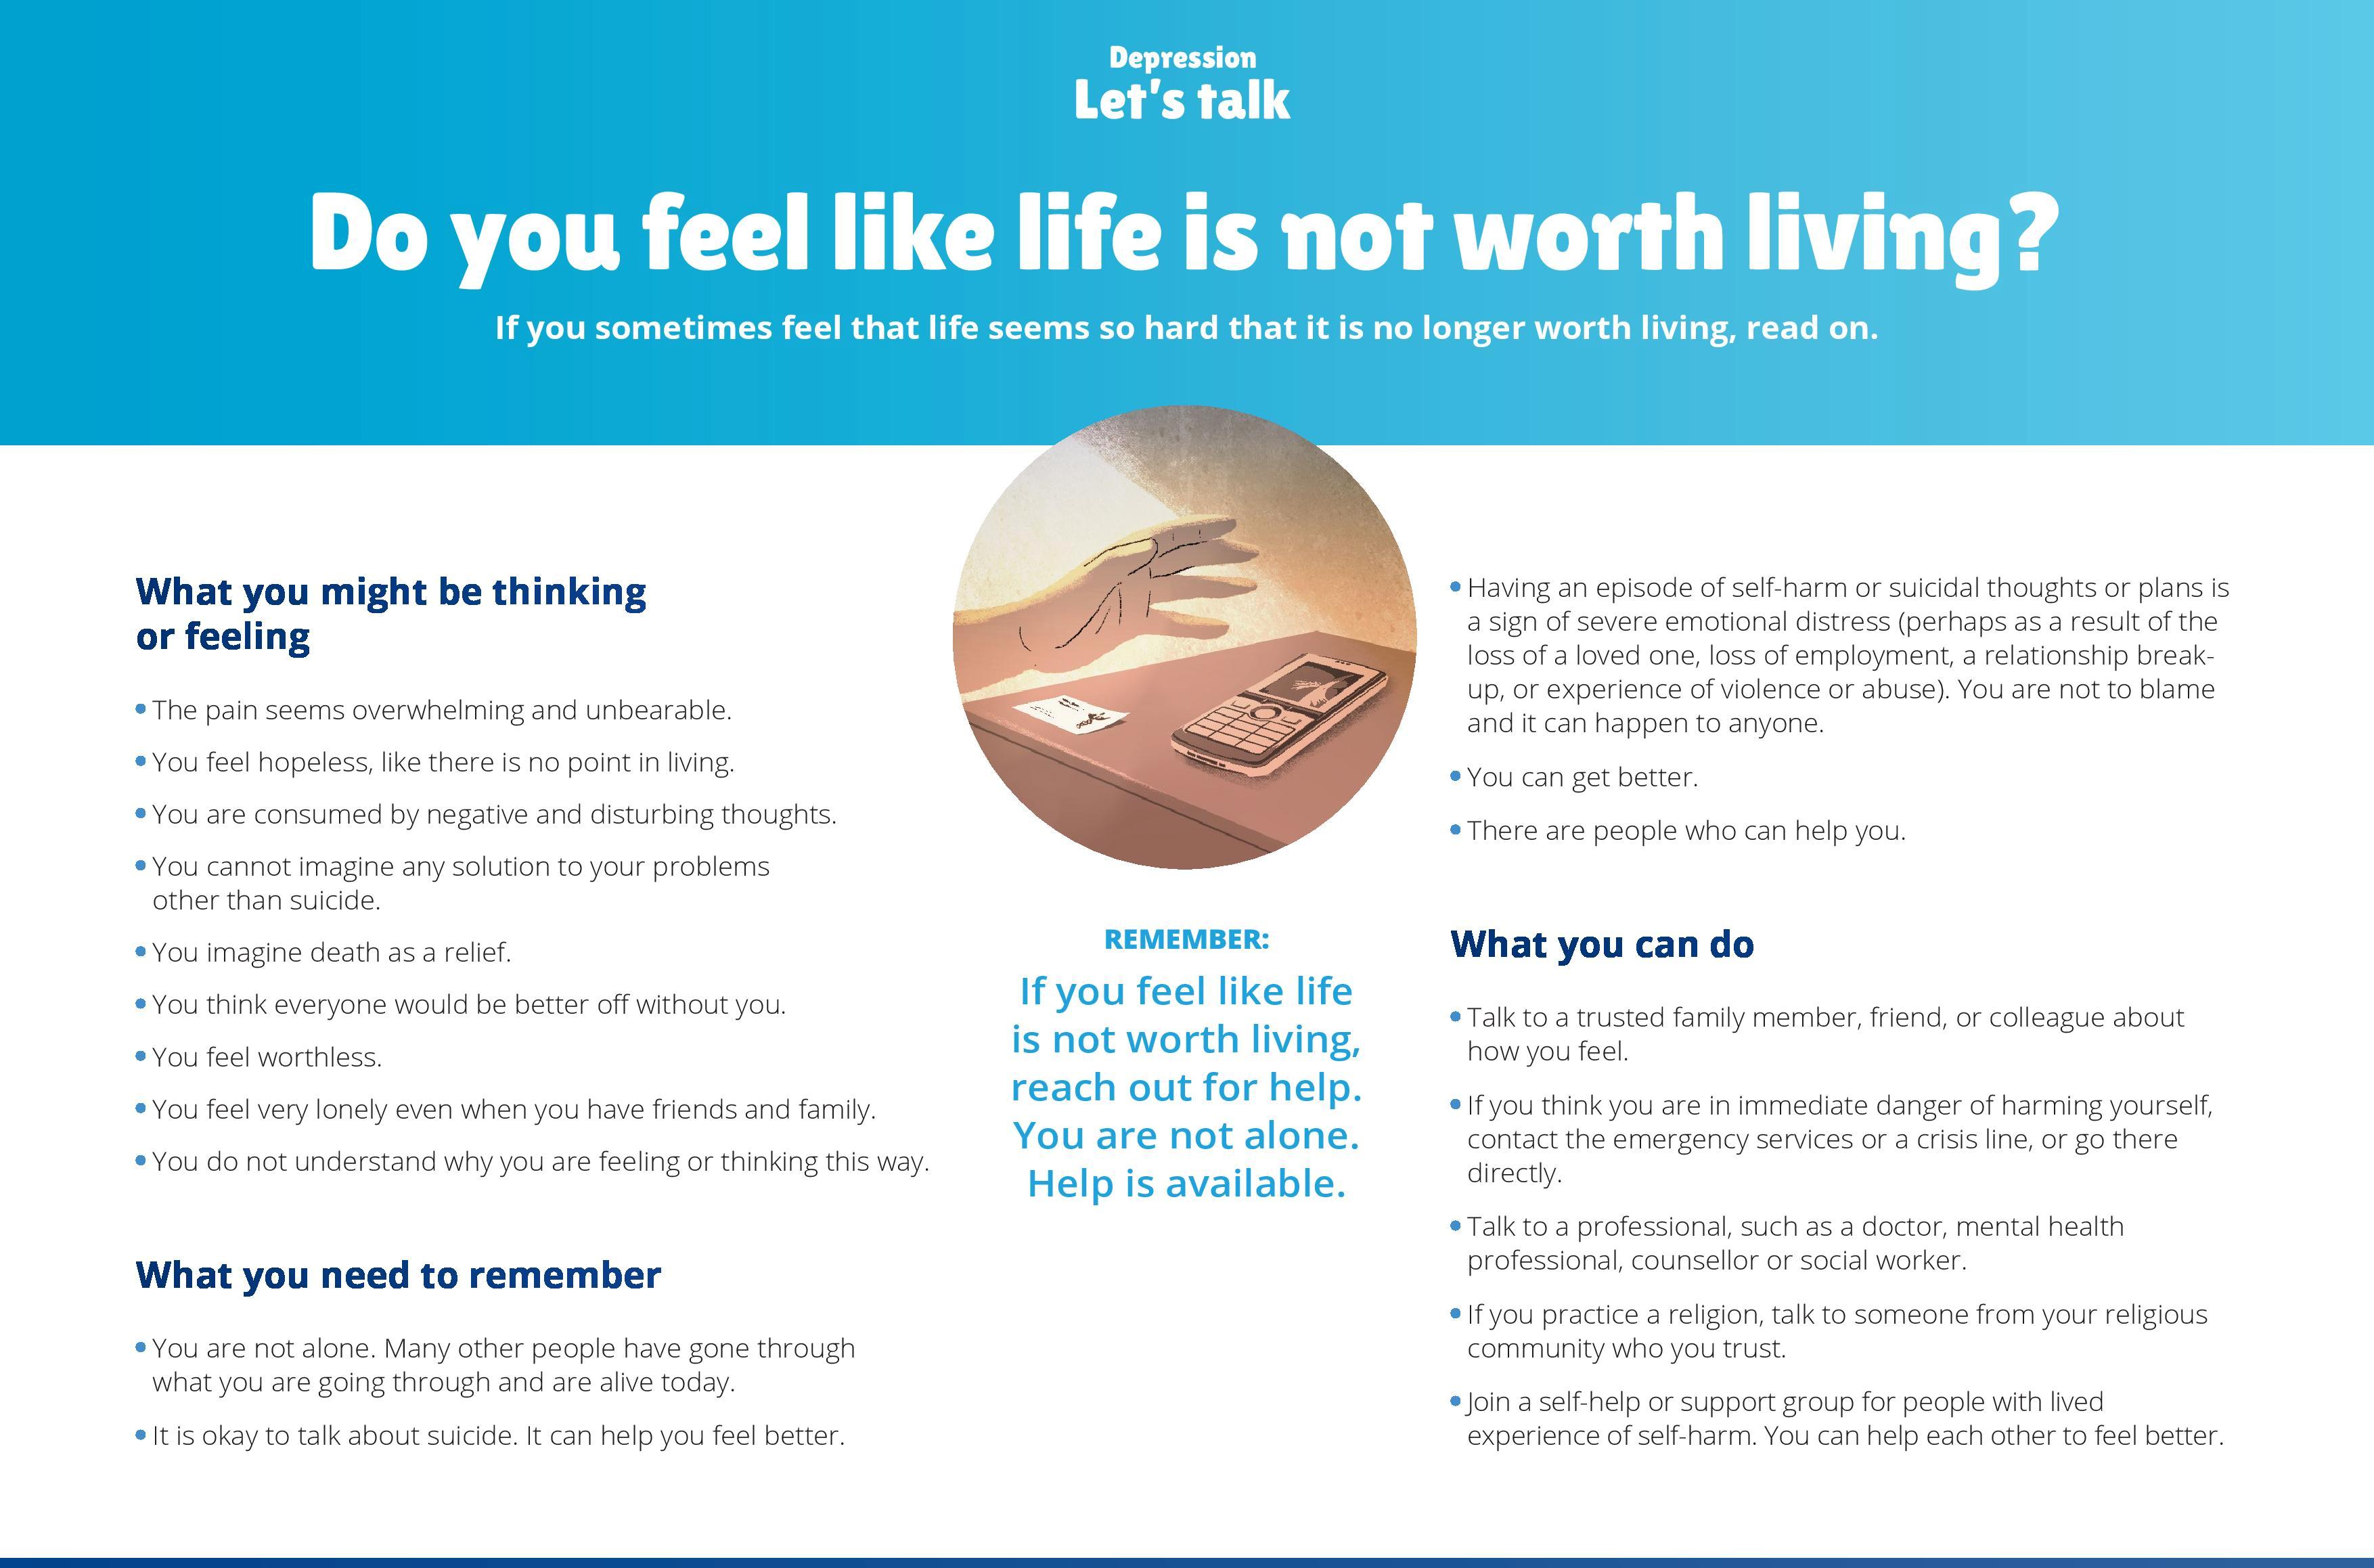 Depression
Let's talk
Do you feel like life is not worth living?
If you sometimes feel that life seems so hard that it is no longer worth living, read on.
What you might be thinking
or feeling
• The pain seems overwhelming and unbearable.
• You feel hopeless, like there is no point in living.
• You are consumed by negative and disturbing thoughts.
• You cannot imagine any solution to your problems
other than suicide.
• You imagine death as a relief.
• You think everyone would be better off without you.
• You feel worthless.
• You feel very lonely even when you have friends and family.
• You do not understand why you are feeling or thinking this way.
What you need to remember
• You are not alone. Many other people have gone through
what you are going through and are alive today.
• It is okay to talk about suicide. It can help you feel better.
REMEMBER:
If you feel like life
is not worth living,
reach out for help.
You are not alone.
Help is available.
• Having an episode of self-harm or suicidal thoughts or plans is
a sign of severe emotional distress (perhaps as a result of the
loss of a loved one, loss of employment, a relationship break-
up, or experience of violence or abuse). You are not to blame
and it can happen to anyone.
• You can get better.
• There are people who can help you.
What you can do
• Talk to a trusted family member, friend, or colleague about
how you feel.
• If you think you are in immediate danger of harming yourself,
contact the emergency services or a crisis line, or go there
directly.
• Talk to a professional, such as a doctor, mental health
professional, counsellor or social worker.
• If you practice a religion, talk to someone from your religious
community who you trust.
• Join a self-help or support group for people with lived
experience of self-harm. You can help each other to feel better.